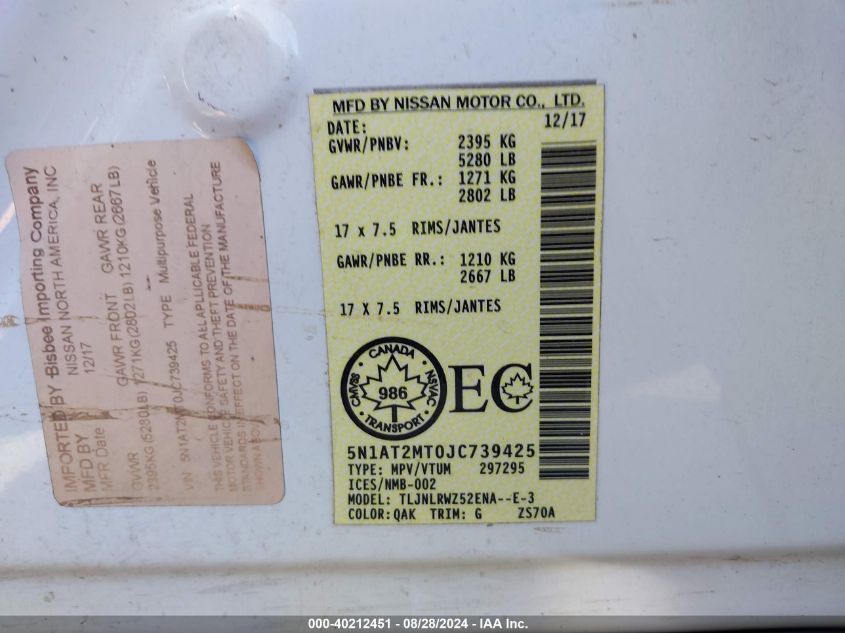 IMPORTED BY Bisbee Importing Company
MFD BY NISSAN NORTH AMERICA, INC
MFR Date 12/17
GVWR GAWR FRONT GAWR REAR
2395KG(5280LB) 1271KG(2802LB) 1210KG(2667LB)
VIN 5N1AT2MT0JC739425 TYPE Multipurpose Vehicle
THIS VEHICLE CONFORMS TO ALL APLLICABLE FEDERAL
MOTOR VEHICLE SAFETY AND THEFT PREVENTION
STANDARDS IN EFFECT ON THE DATE OF THE MANUFACTURE
SHOWN ABOVE
MFD BY NISSAN MOTOR CO., LTD.
DATE: 12/17
GVWR/PNBV: 2395 KG
5280 LB
GAWR/PNBE FR.: 1271 KG
2802 LB
17 x 7.5 RIMS/JANTES
GAWR/PNBE RR.: 1210 KG
2667 LB
17 X 7.5 RIMS/JANTES
CANADA
CMVSS 986 NSVAC
TRANSPORT
EC
5N1AT2MT0JC739425
TYPE: MPV/VTUM 297295
ICES/NMB-002
MODEL: TLJNLRWZ52ENA--E-3
COLOR: QAK TRIM: G ZS70A
000-40212451 - 08/28/2024 - IAA Inc.